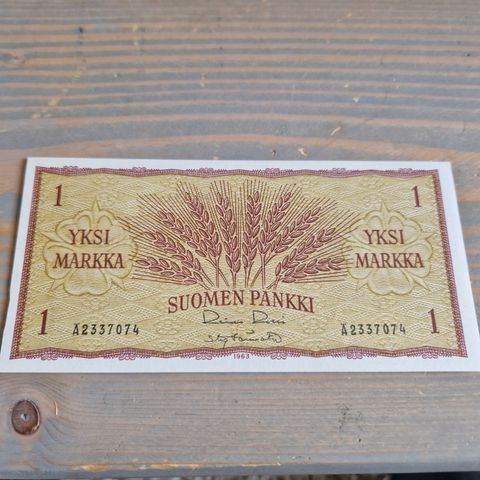 1 1
YKSI MARKKA YKSI MARKKA
SUOMEN PANKKI
1 A2337074 A2337074 1
1963